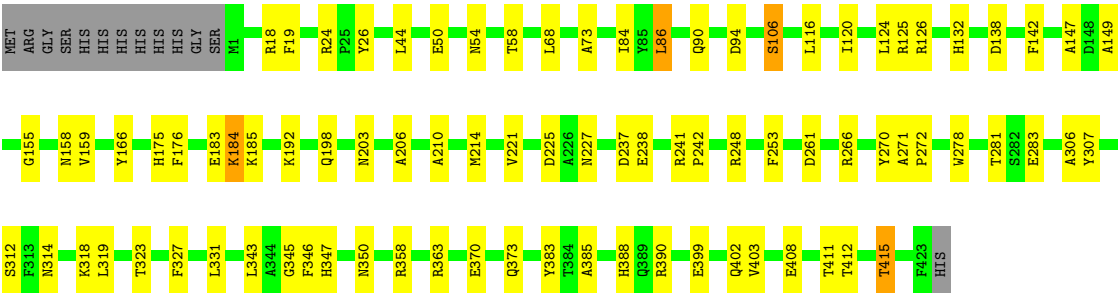 MET ARG GLY SER HIS HIS HIS HIS HIS HIS GLY SER M1 R18 F19 R24 P25 Y26 L44 E50 N54 T58 L68 A73 I84 Y85 L86 Q90 D94 S106 L116 I120 L124 R125 R126 H132 D138 F142 A147 D148 A149
G155 N158 V159 Y166 H175 F176 E183 K184 K185 K192 Q198 N203 A206 A210 M214 V221 D225 A226 N227 D237 E238 R241 P242 R248 F253 D261 R266 Y270 A271 P272 W278 T281 S282 E283 A306 Y307
S312 F313 N314 K318 L319 T323 F327 L331 L343 A344 G345 F346 H347 N350 R358 R363 E370 Q373 Y383 T384 A385 H388 Q389 R390 E399 Q402 V403 E408 T411 T412 T415 F423 HIS